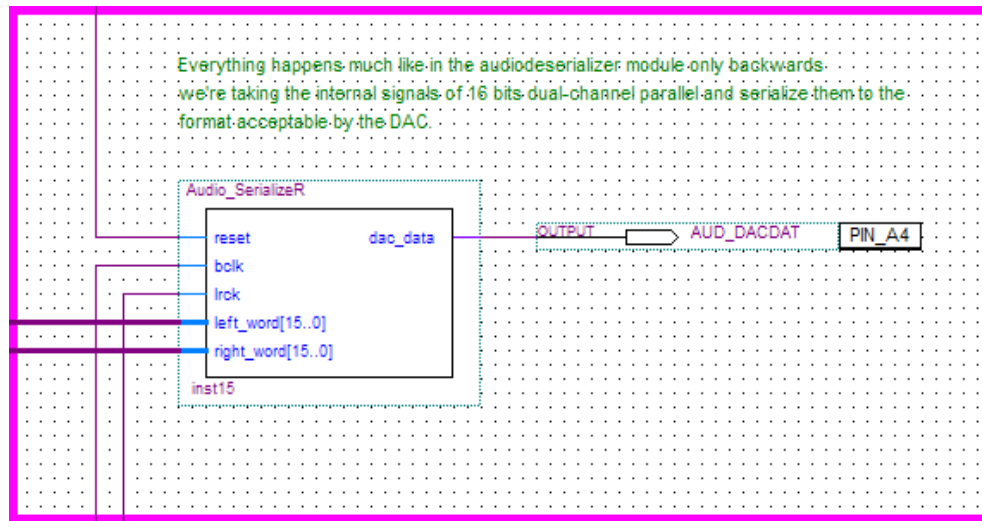 Everything happens much like in the audiodeserializer module only backwards
we're taking the internal signals of 16 bits dual-channel parallel and serialize them to the
format acceptable by the DAC.
Audio_SerializeR
reset dac_data
bclk
lrck
left_word[15..0]
right_word[15..0]
inst15
OUTPUT AUD_DACDAT PIN_A4